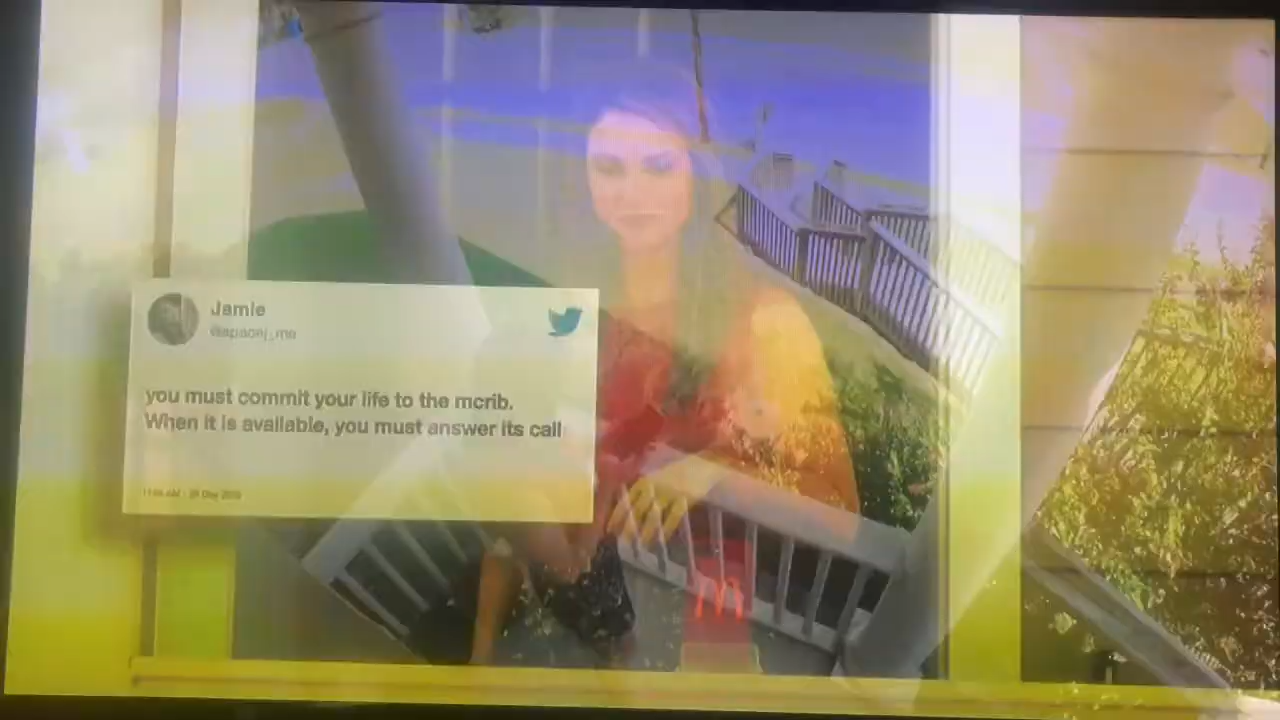 Jamie
you must commit your life to the mcrib.
When it is available, you must answer its call